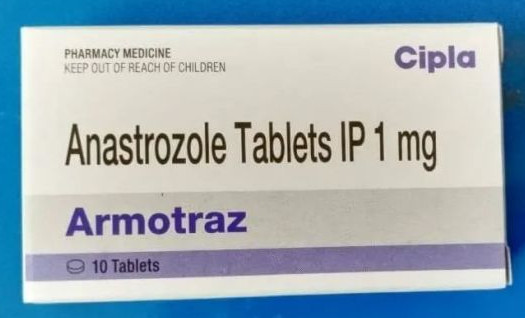 PHARMACY MEDICINE
KEEP OUT OF REACH OF CHILDREN
Cipla
Anastrozole Tablets IP 1 mg
Armotraz
10 Tablets